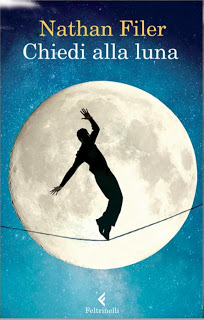 Nathan Filer
Chiedi alla luna
Feltrinelli